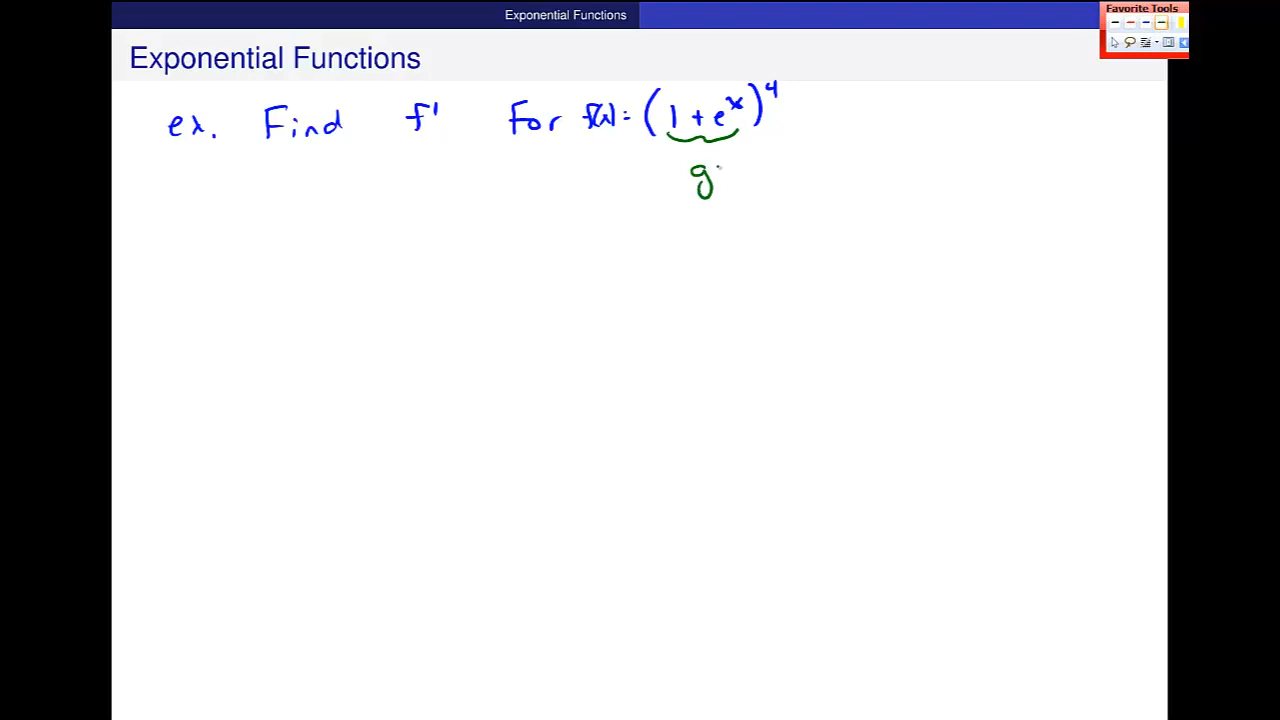 Exponential Functions
Favorite Tools
Exponential Functions
ex. Find f' For f(x) = (1 + e^x)^4
g